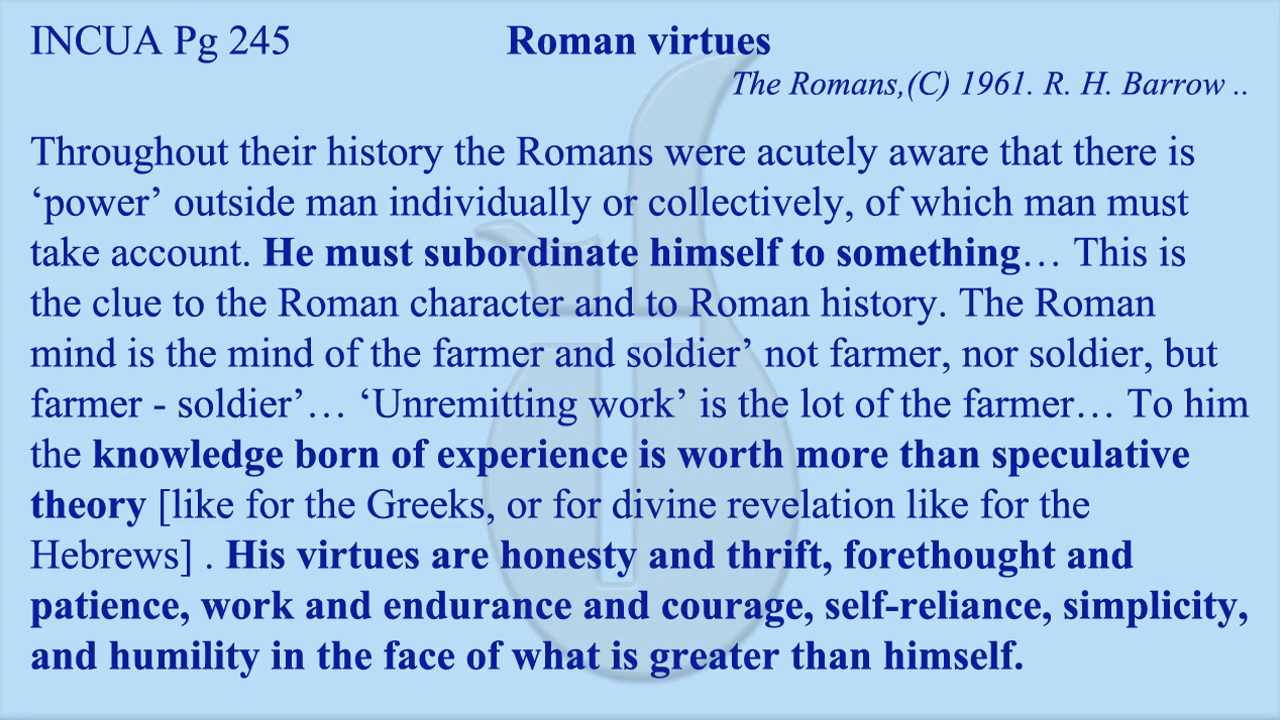 INCUA Pg 245
Roman virtues
The Romans,(C) 1961. R. H. Barrow ..
Throughout their history the Romans were acutely aware that there is
‘power’ outside man individually or collectively, of which man must
take account. He must subordinate himself to something… This is
the clue to the Roman character and to Roman history. The Roman
mind is the mind of the farmer and soldier’ not farmer, nor soldier, but
farmer - soldier’… ‘Unremitting work’ is the lot of the farmer… To him
the knowledge born of experience is worth more than speculative
theory [like for the Greeks, or for divine revelation like for the
Hebrews] . His virtues are honesty and thrift, forethought and
patience, work and endurance and courage, self-reliance, simplicity,
and humility in the face of what is greater than himself.